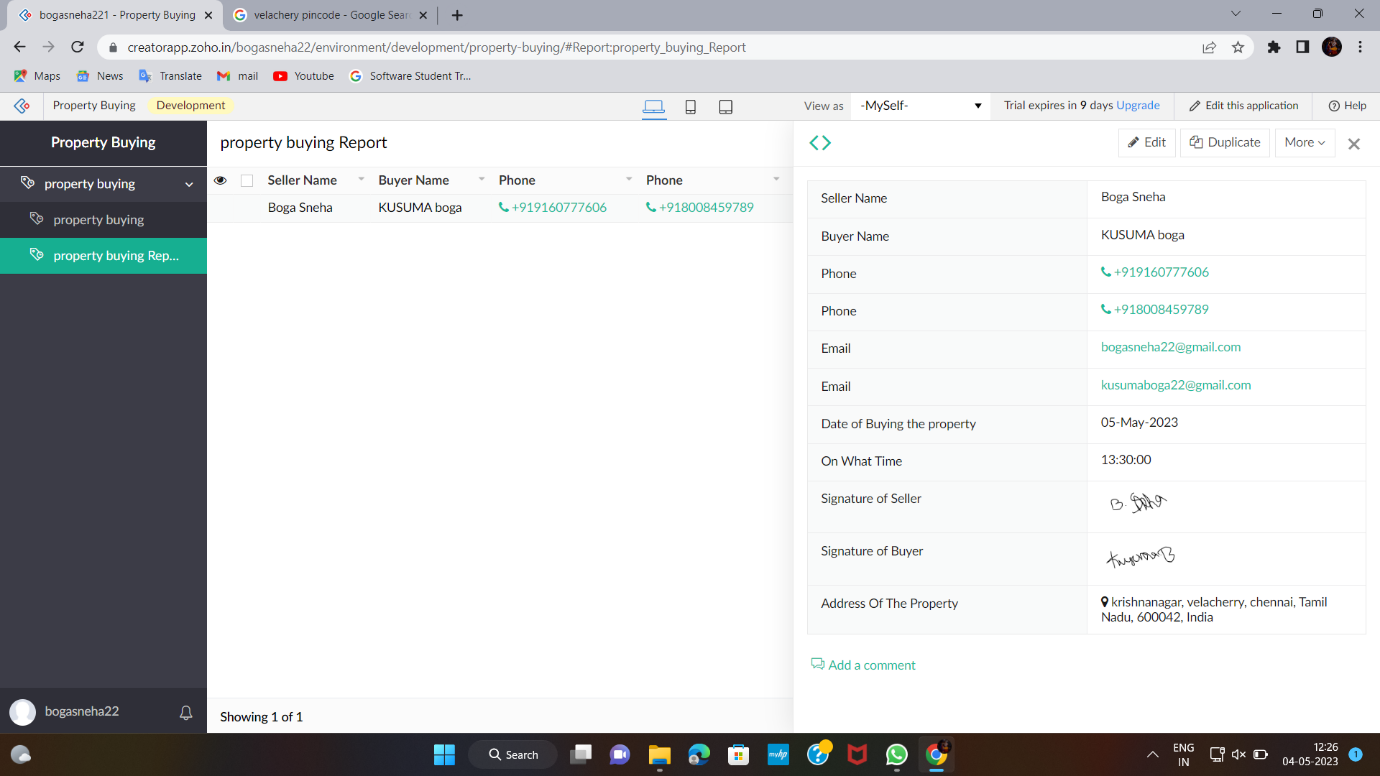 bogasneha221 - Property Buying
velachery pincode - Google Sear
creatorapp.zoho.in/bogasneha22/environment/development/property-buying/#Report:property_buying_Report
Maps News Translate mail Youtube Software Student Tr...
Property Buying Development View as -MySelf- Trial expires in 9 days Upgrade Edit this application Help
Property Buying
property buying
property buying
property buying Rep...
bogasneha22
property buying Report
Seller Name Buyer Name Phone Phone
Boga Sneha KUSUMA boga +919160777606 +918008459789
Showing 1 of 1
Edit Duplicate More
Seller Name Boga Sneha
Buyer Name KUSUMA boga
Phone +919160777606
Phone +918008459789
Email bogasneha22@gmail.com
Email kusumaboga22@gmail.com
Date of Buying the property 05-May-2023
On What Time 13:30:00
Signature of Seller B.
Signature of Buyer
Address Of The Property krishnanagar, velacherry, chennai, Tamil
Nadu, 600042, India
Add a comment
Search myhp ENG 12:26
IN 04-05-2023 1